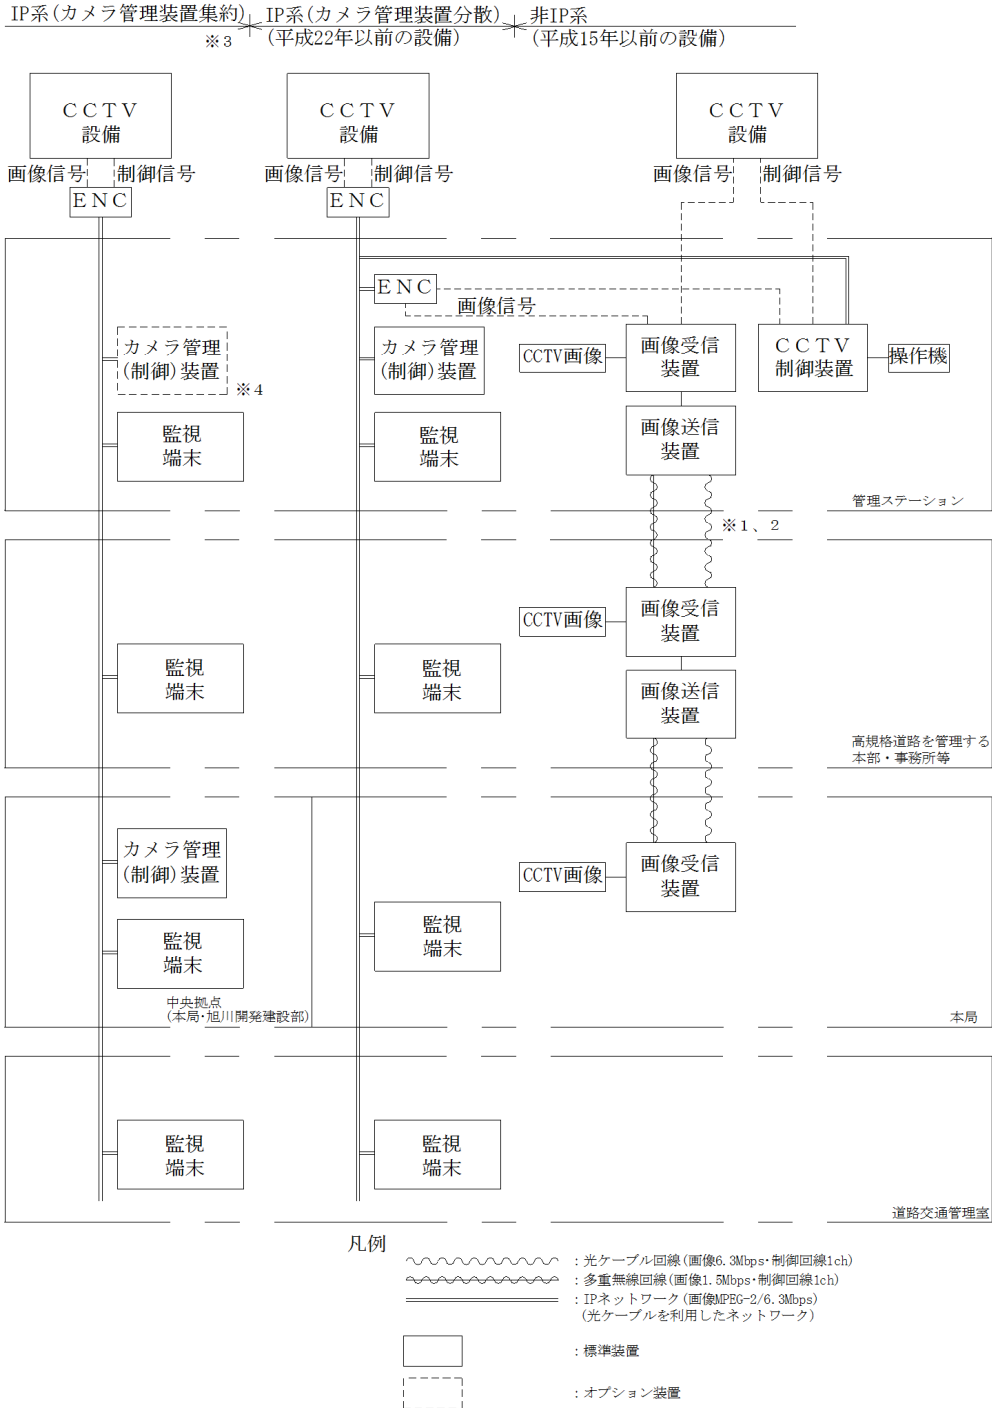 IP系(カメラ管理装置集約)
※3
IP系(カメラ管理装置分散)
(平成22年以前の設備)
非IP系
(平成15年以前の設備)
CCTV
設備
CCTV
設備
CCTV
設備
画像信号
制御信号
画像信号
制御信号
画像信号
制御信号
ENC
ENC
ENC
画像信号
カメラ管理
(制御)装置
※4
カメラ管理
(制御)装置
CCTV画像
画像受信
装置
CCTV
制御装置
操作機
監視
端末
監視
端末
画像送信
装置
管理ステーション
※1、2
CCTV画像
画像受信
装置
監視
端末
監視
端末
画像送信
装置
高規格道路を管理する
本部・事務所等
カメラ管理
(制御)装置
CCTV画像
画像受信
装置
監視
端末
監視
端末
中央拠点
(本局・旭川開発建設部)
本局
監視
端末
監視
端末
道路交通管理室
凡例
：光ケーブル回線(画像6.3Mbps・制御回線1ch)
：多重無線回線(画像1.5Mbps・制御回線1ch)
：IPネットワーク(画像MPEG-2/6.3Mbps)
(光ケーブルを利用したネットワーク)
：標準装置
：オプション装置